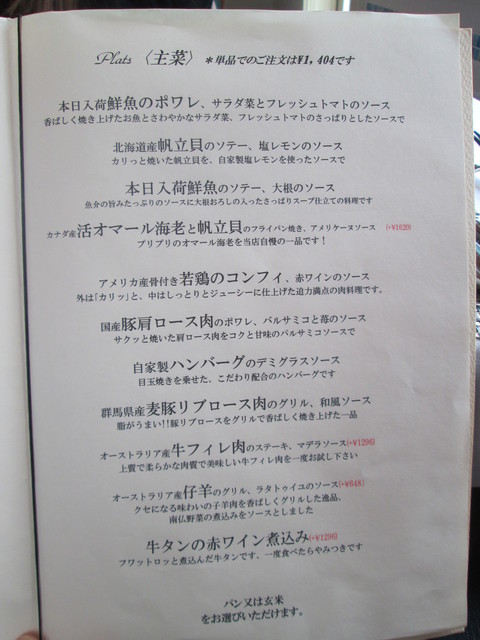 Plats 〈主菜〉 *単品でのご注文は¥1,404です
本日入荷鮮魚のポワレ、サラダ菜とフレッシュトマトのソース
香ばしく焼き上げたお魚とさわやかなサラダ菜、フレッシュトマトのさっぱりとしたソースで
北海道産帆立貝のソテー、塩レモンのソース
カリっと焼いた帆立貝を、自家製塩レモンを使ったソースで
本日入荷鮮魚のソテー、大根のソース
魚介の旨みたっぷりのソースに大根おろしの入ったさっぱりスープ仕立ての料理です
カナダ産活オマール海老と帆立貝のフライパン焼き、アメリケーヌソース (+¥1620)
プリプリのオマール海老を当店自慢の一品です！
アメリカ産骨付き若鶏のコンフィ、赤ワインのソース
外は「カリッ」と、中はしっとりとジューシーに仕上げた迫力満点の肉料理です。
国産豚肩ロース肉のポワレ、バルサミコと苺のソース
サクッと焼いた肩ロース肉をコクと甘味のバルサミコソースで
自家製ハンバーグのデミグラスソース
目玉焼きを乗せた、こだわり配合のハンバーグです
群馬県産麦豚リブロース肉のグリル、和風ソース
脂がうまい!!豚リブロースをグリルで香ばしく焼き上げた一品
オーストラリア産牛フィレ肉のステーキ、マデラソース(+¥1296)
上質で柔らかな肉質で美味しい牛フィレ肉を一度お試し下さい
オーストラリア産仔羊のグリル、ラタトゥイユのソース(+¥648)
クセになる味わいの子羊肉を香ばしくグリルした逸品、
南仏野菜の煮込みをソースとしました
牛タンの赤ワイン煮込み(+¥1296)
フワットロッと煮込んだ牛タンです、一度食べたらやみつきです
パン又は玄米
をお選びいただけます。